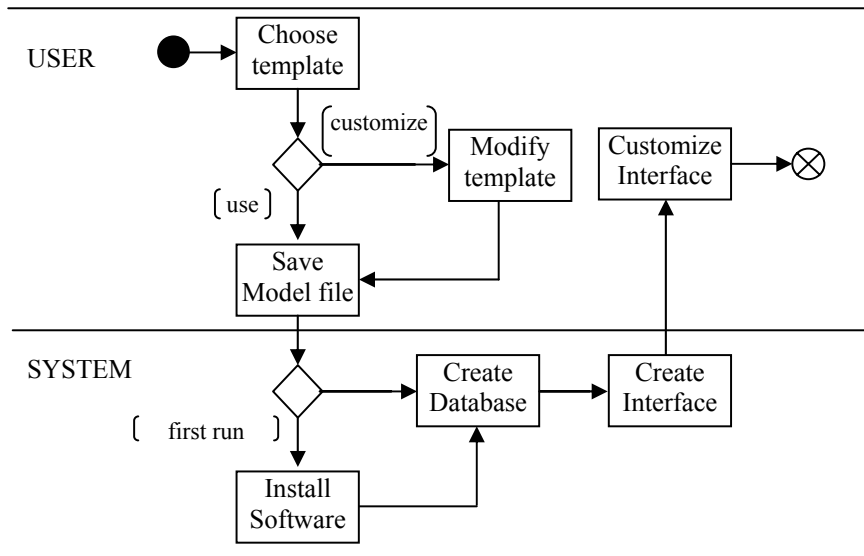 USER
Choose
template
[customize]
Modify
template
Customize
Interface
[use]
Save
Model file
SYSTEM
Create
Database
Create
Interface
[first run]
Install
Software